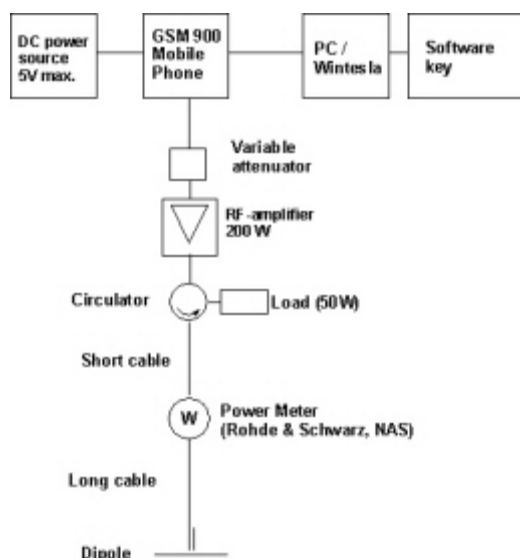 DC power
source
5V max.
GSM 900
Mobile
Phone
PC /
Wintesla
Software
key
Variable
attenuator
RF-amplifier
200 W
Circulator
Load (50W)
Short cable
W
Power Meter
(Rohde & Schwarz, NAS)
Long cable
Dipole